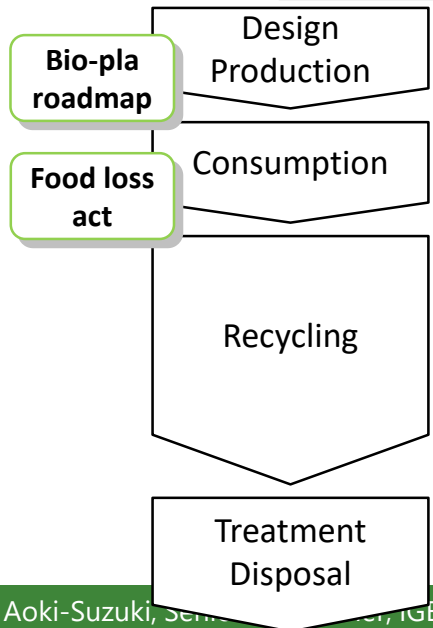 Design
Production
Bio-pla
roadmap
Consumption
Food loss
act
Recycling
Treatment
Disposal
Aoki-Suzuki,